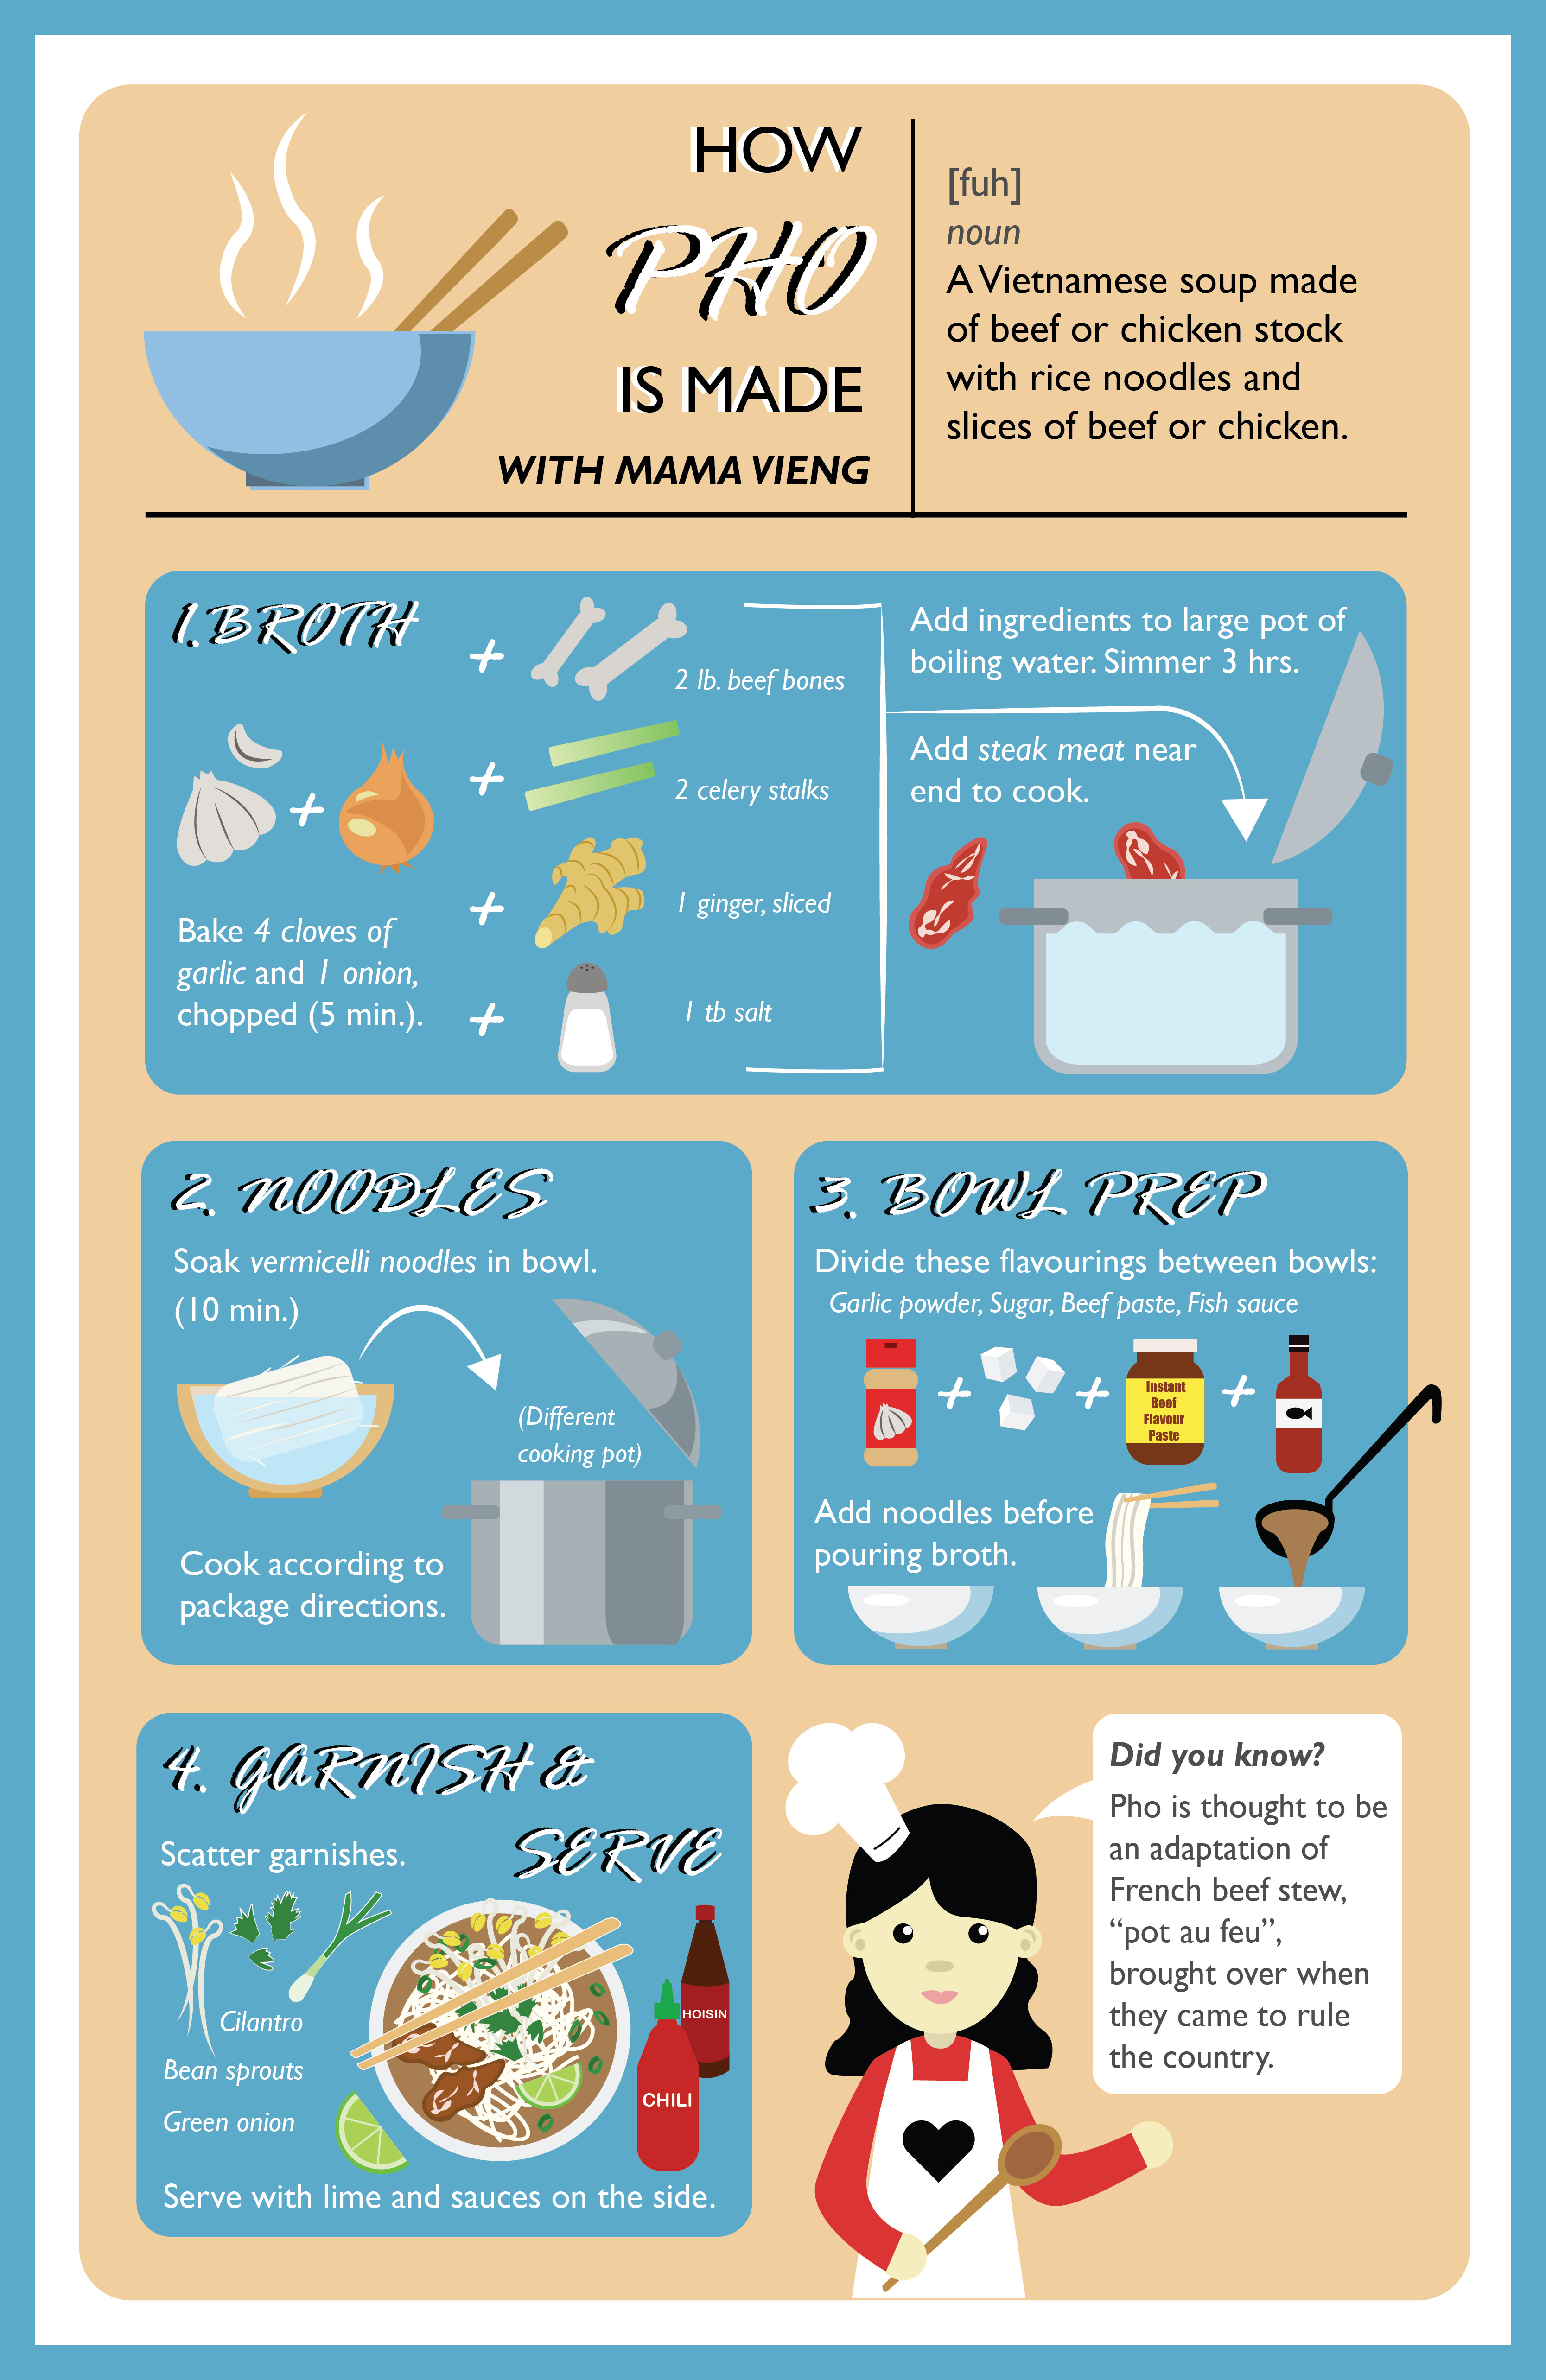 HOW
PHO
IS MADE
WITH MAMA VIENG
[fuh]
noun
A Vietnamese soup made
of beef or chicken stock
with rice noodles and
slices of beef or chicken.
1. BROTH
+
2 lb. beef bones
+
2 celery stalks
+
+
1 ginger, sliced
+
1 tb salt
Bake 4 cloves of
garlic and 1 onion,
chopped (5 min.).
Add ingredients to large pot of
boiling water. Simmer 3 hrs.
Add steak meat near
end to cook.
2. NOODLES
Soak vermicelli noodles in bowl.
(10 min.)
(Different
cooking pot)
Cook according to
package directions.
3. BOWL PREP
Divide these flavourings between bowls:
Garlic powder, Sugar, Beef paste, Fish sauce
+ + +
Instant
Beef
Flavour
Paste
Add noodles before
pouring broth.
4. GARNISH &
SERVE
Scatter garnishes.
Cilantro
Bean sprouts
Green onion
HOISIN
CHILI
Serve with lime and sauces on the side.
Did you know?
Pho is thought to be
an adaptation of
French beef stew,
“pot au feu”,
brought over when
they came to rule
the country.